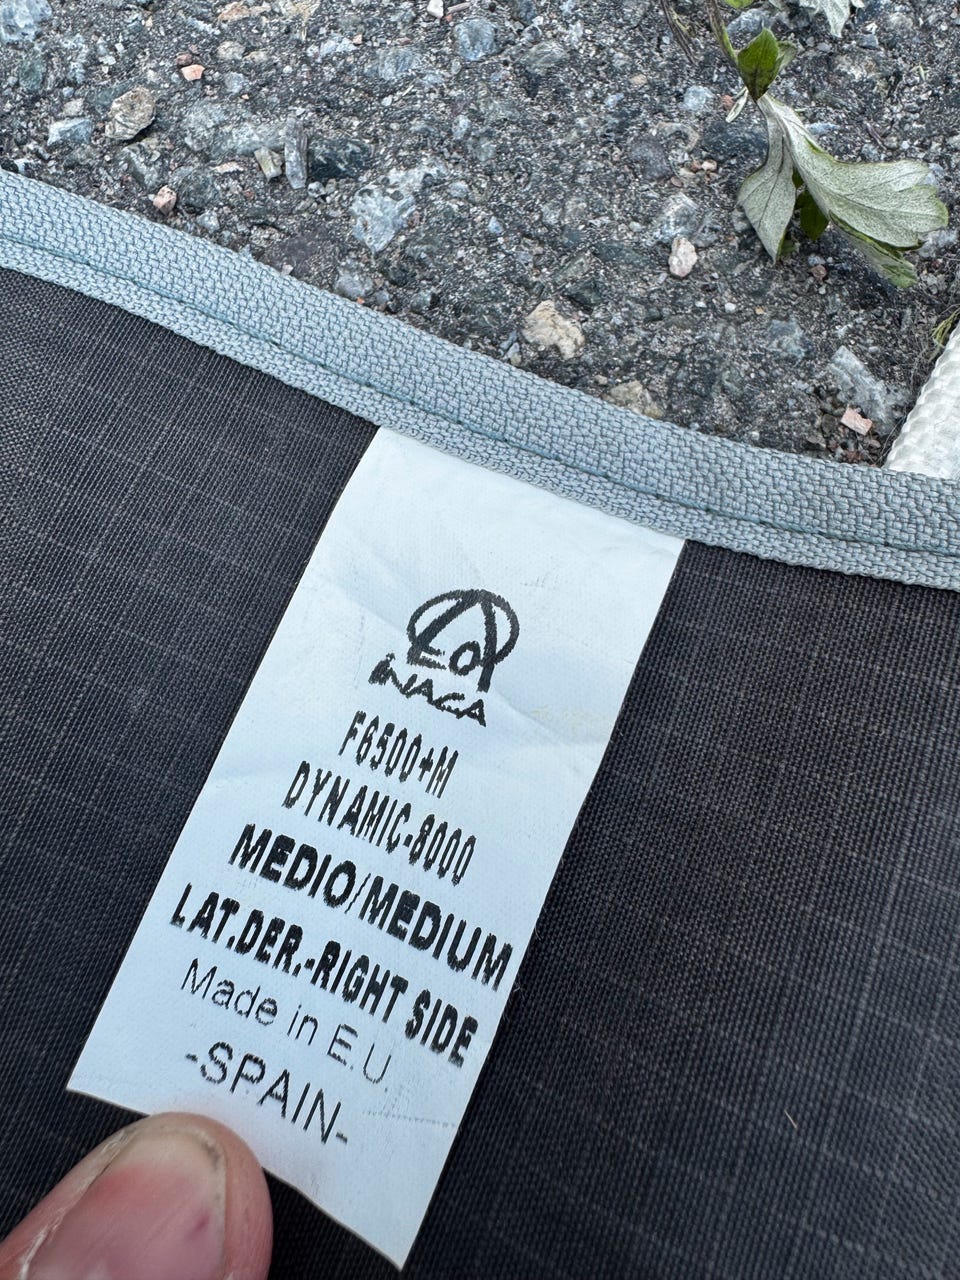 INACA
F6500+M
DYNAMIC-8000
MEDIO/MEDIUM
LAT.DER.-RIGHT SIDE
Made in E.U.
-SPAIN-